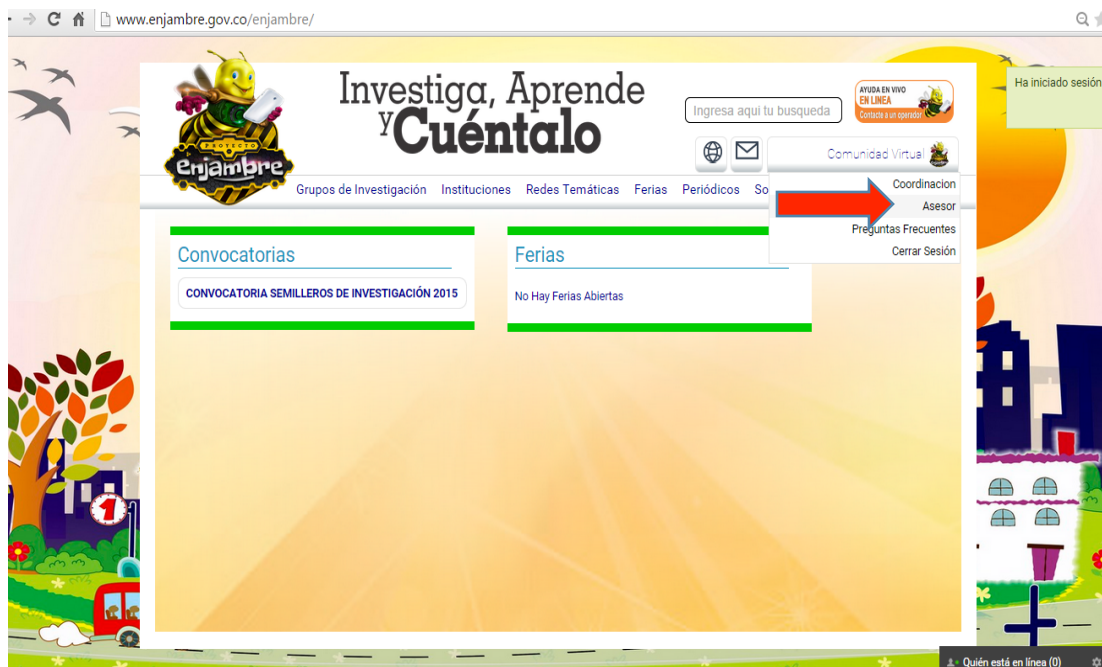 www.enjambre.gov.co/enjambre/
Ha iniciado sesión
Investiga, Aprende
y Cuéntalo
PROYECTO
enjambre
Ingresa aqui tu busqueda
AYUDA EN VIVO
EN LINEA
Contacte a un operador
Comunidad Virtual
Grupos de Investigación Instituciones Redes Temáticas Ferias Periódicos So
Coordinacion
Asesor
Preguntas Frecuentes
Cerrar Sesión
Convocatorias
CONVOCATORIA SEMILLEROS DE INVESTIGACIÓN 2015
Ferias
No Hay Ferias Abiertas
1
Quién está en línea (0)